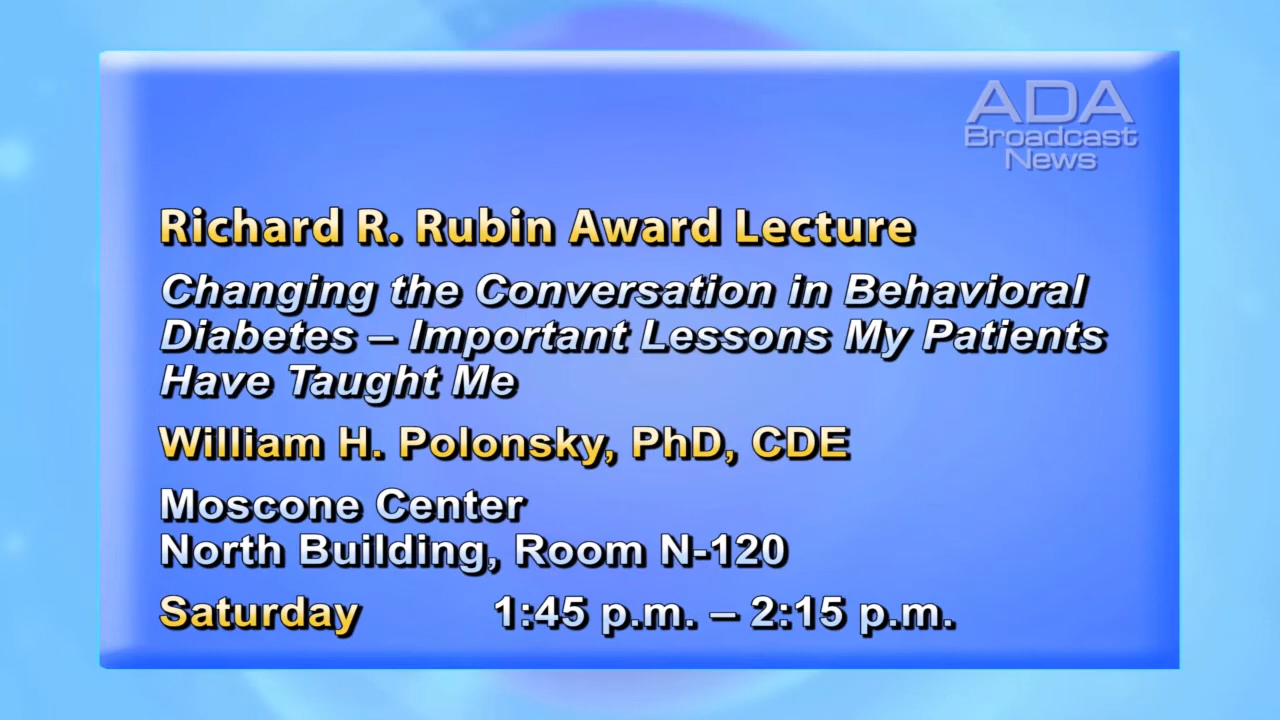 ADA
Broadcast
News
Richard R. Rubin Award Lecture
Changing the Conversation in Behavioral
Diabetes – Important Lessons My Patients
Have Taught Me
William H. Polonsky, PhD, CDE
Moscone Center
North Building, Room N-120
Saturday 1:45 p.m. – 2:15 p.m.